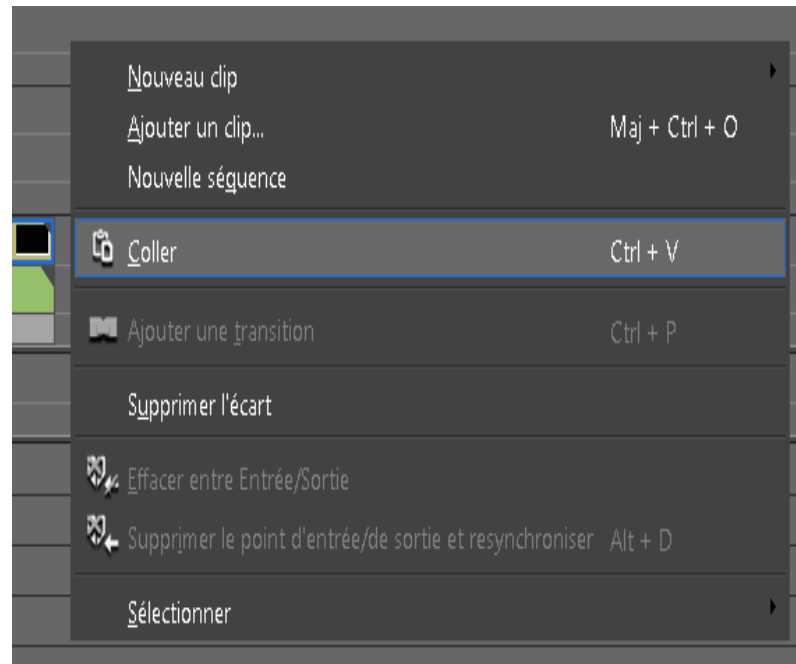 Nouveau clip
Ajouter un clip... Maj + Ctrl + O
Nouvelle séquence
Coller Ctrl + V
Ajouter une transition Ctrl + P
Supprimer l'écart
Effacer entre Entrée/Sortie
Supprimer le point d'entrée/de sortie et resynchroniser Alt + D
Sélectionner